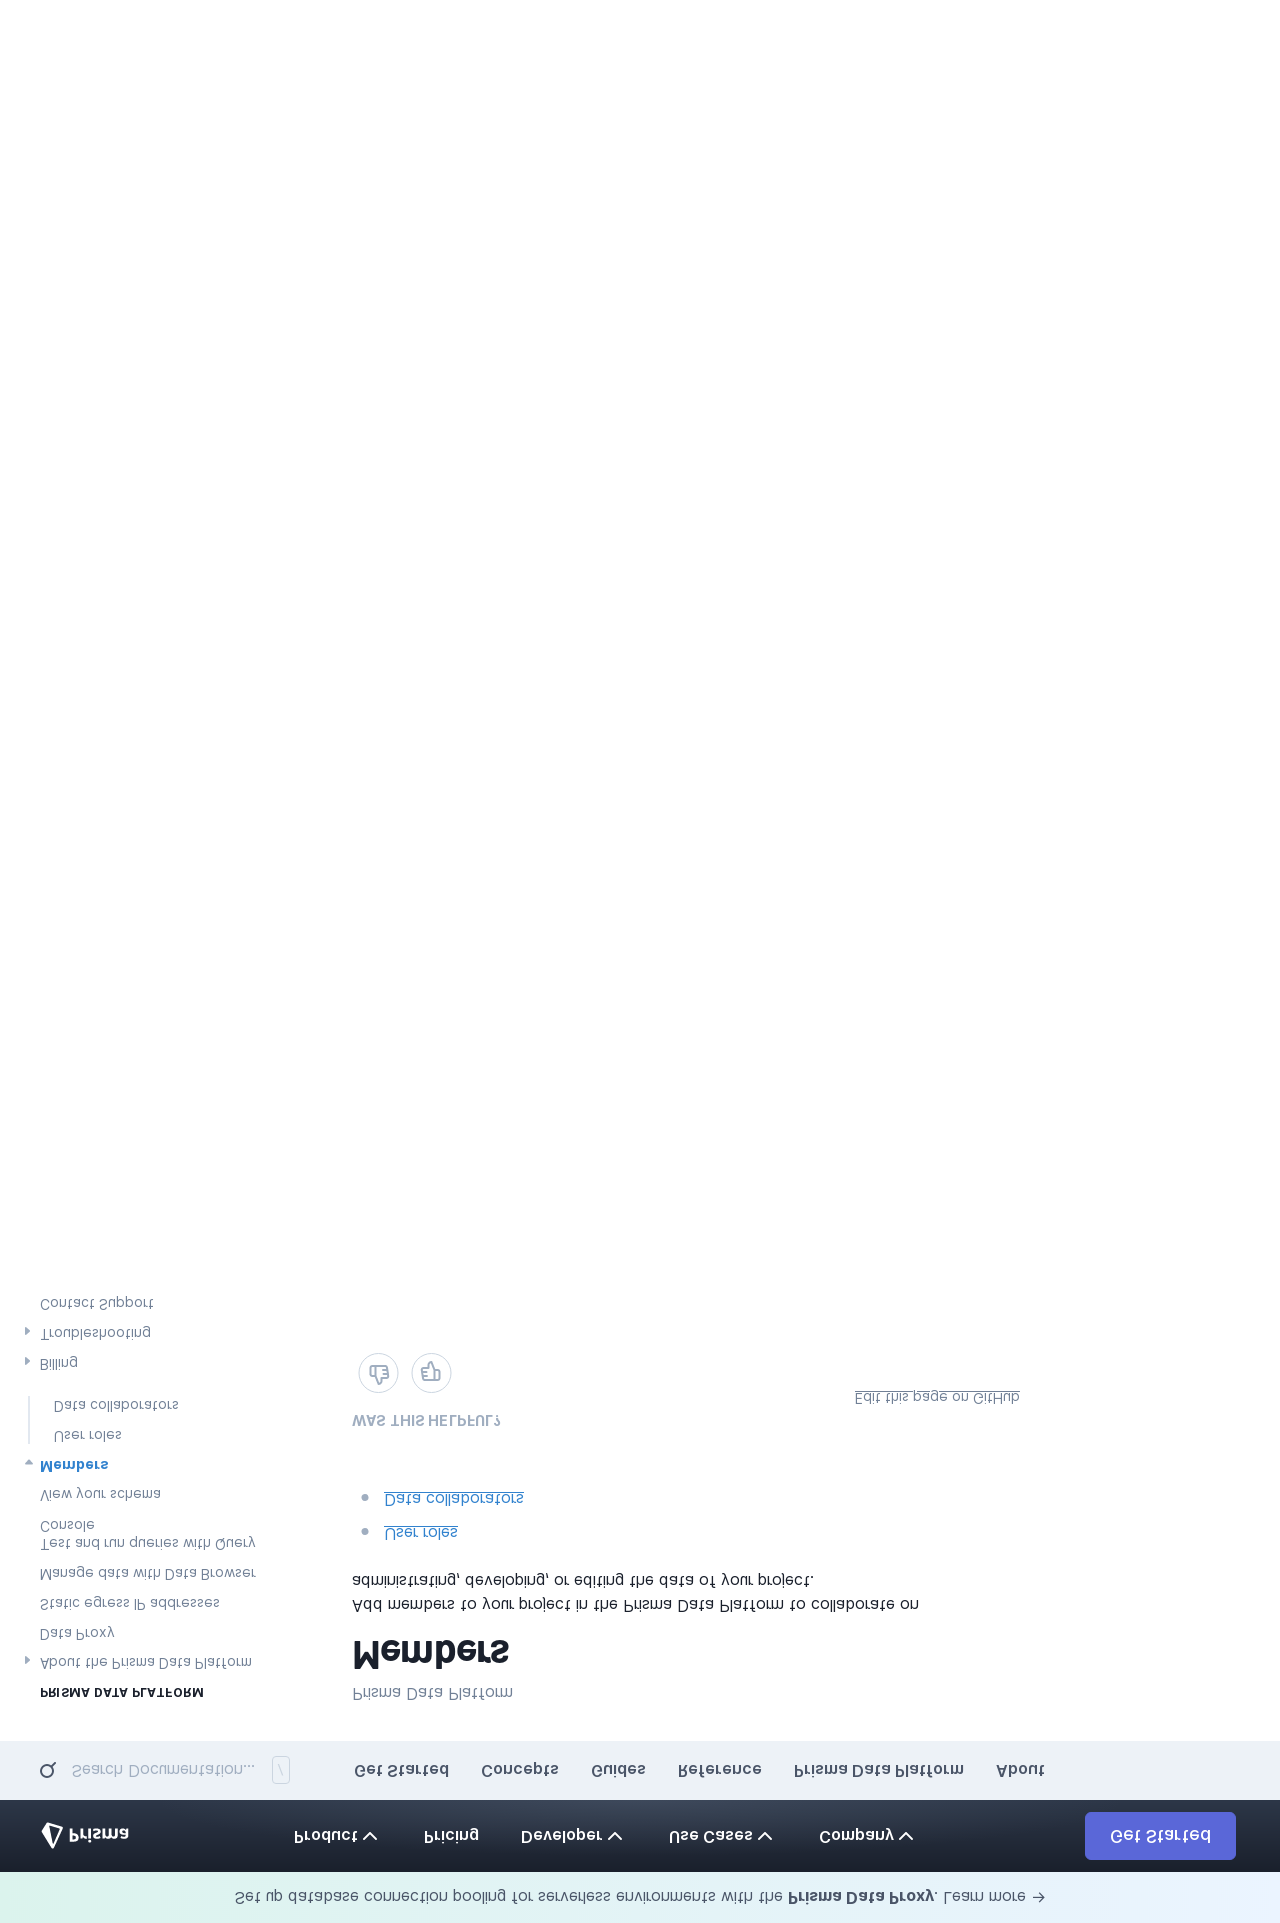 Set up database connection pooling for serverless environments with the Prisma Data Proxy. Learn more →
Prisma
Product
Pricing
Developer
Use Cases
Company
Get Started
Search Documentation...
/
Get Started
Concepts
Guides
Reference
Prisma Data Platform
About
PRISMA DATA PLATFORM
About the Prisma Data Platform
Data Proxy
Static egress IP addresses
Manage data with Data Browser
Test and run queries with Query
Console
View your schema
Members
User roles
Data collaborators
Billing
Troubleshooting
Contact Support
Prisma Data Platform
Members
Add members to your project in the Prisma Data Platform to collaborate on
administrating, developing, or editing the data of your project.
User roles
Data collaborators
WAS THIS HELPFUL?
Edit this page on GitHub